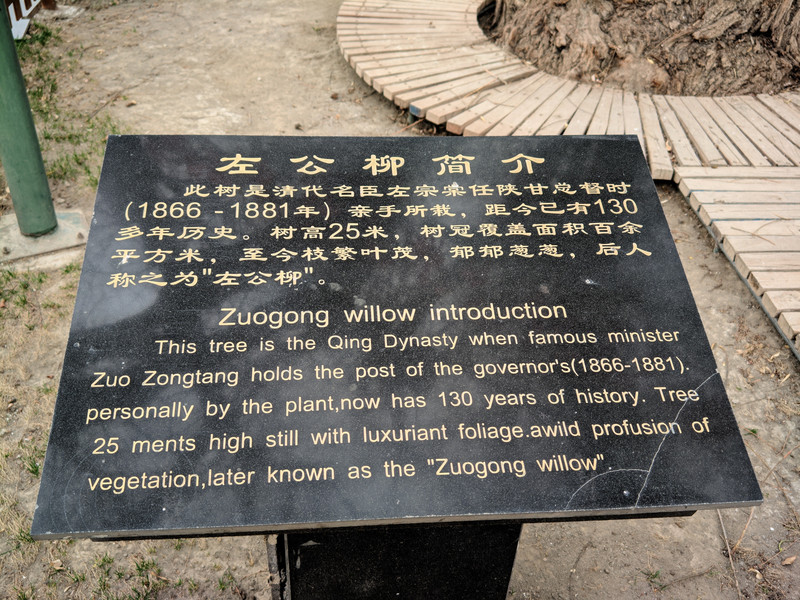 左公柳简介
此树是清代名臣左宗棠任陕甘总督时
（1866 -1881年）亲手所栽，距今已有130
多年历史。树高25米，树冠覆盖面积百余
平方米，至今枝繁叶茂，郁郁葱葱，后人
称之为"左公柳"。
Zuogong willow introduction
This tree is the Qing Dynasty when famous minister
Zuo Zongtang holds the post of the governor's(1866-1881).
personally by the plant,now has 130 years of history. Tree
25 ments high still with luxuriant foliage.awild profusion of
vegetation,later known as the "Zuogong willow"